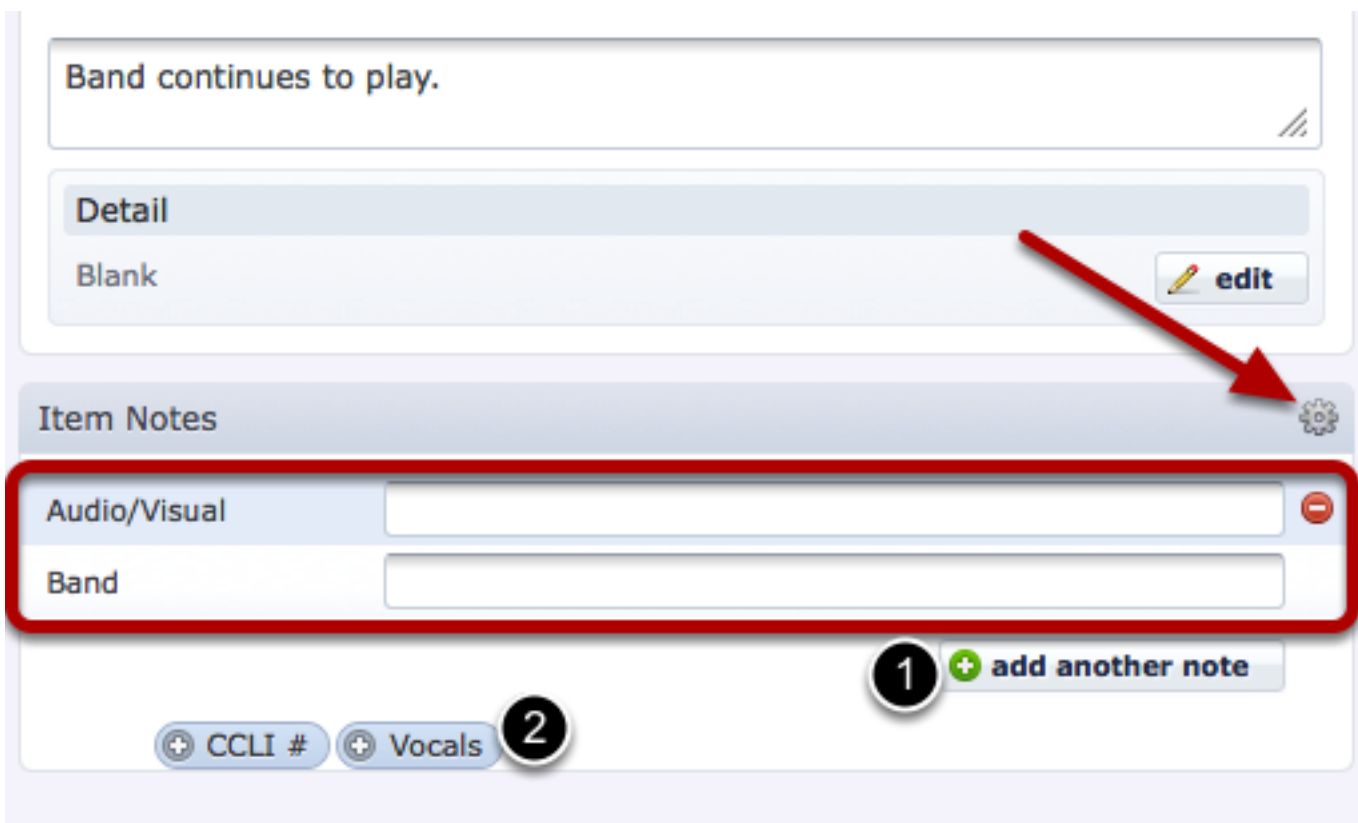 Band continues to play.
Detail
Blank
edit
Item Notes
Audio/Visual
Band
1 add another note
CCLI # Vocals 2